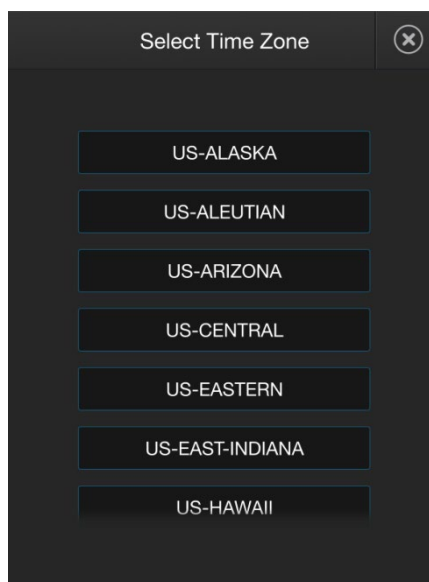 Select Time Zone
US-ALASKA
US-ALEUTIAN
US-ARIZONA
US-CENTRAL
US-EASTERN
US-EAST-INDIANA
US-HAWAII